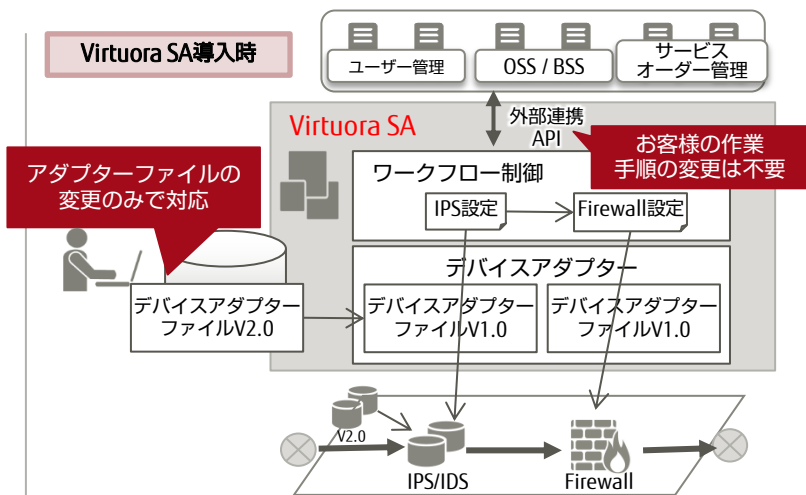 Virtuora SA導入時
ユーザー管理
OSS / BSS
サービス
オーダー管理
Virtuora SA
外部連携
API
お客様の作業
手順の変更は不要
アダプターファイルの
変更のみで対応
ワークフロー制御
IPS設定
Firewall設定
デバイスアダプター
デバイスアダプター
ファイルV2.0
デバイスアダプター
ファイルV1.0
デバイスアダプター
ファイルV1.0
V2.0
IPS/IDS
Firewall